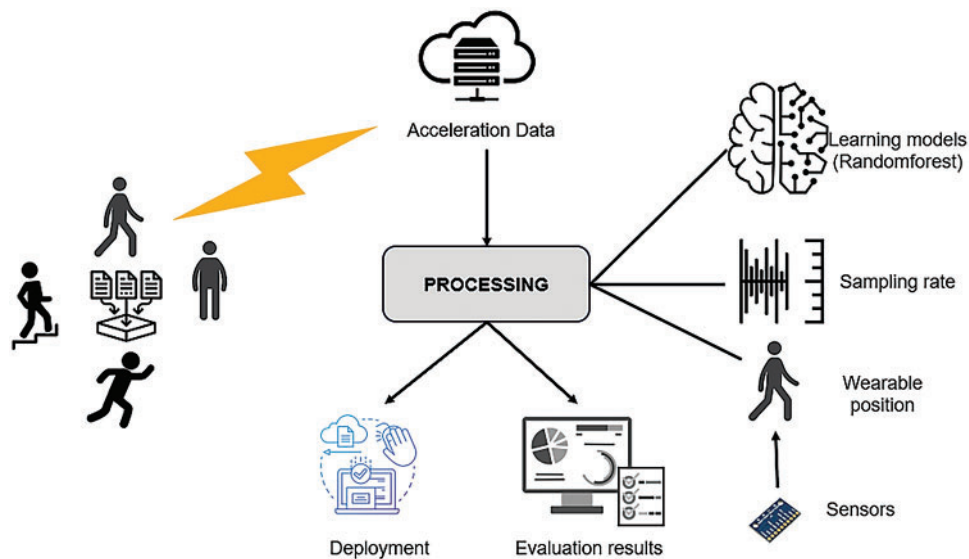 Acceleration Data
Learning models
(Randomforest)
PROCESSING
Sampling rate
Wearable
position
Sensors
Deployment
Evaluation results